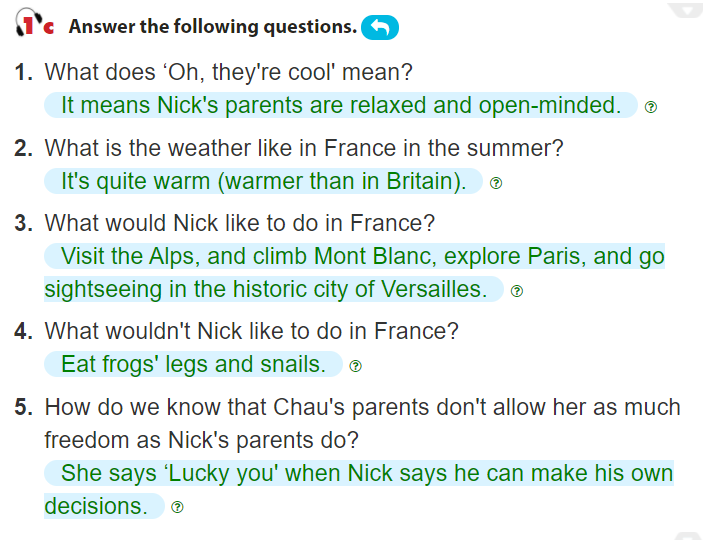 1c Answer the following questions.
1. What does ‘Oh, they're cool' mean?
It means Nick's parents are relaxed and open-minded. ?
2. What is the weather like in France in the summer?
It's quite warm (warmer than in Britain). ?
3. What would Nick like to do in France?
Visit the Alps, and climb Mont Blanc, explore Paris, and go
sightseeing in the historic city of Versailles. ?
4. What wouldn't Nick like to do in France?
Eat frogs' legs and snails. ?
5. How do we know that Chau's parents don't allow her as much
freedom as Nick's parents do?
She says ‘Lucky you' when Nick says he can make his own
decisions. ?